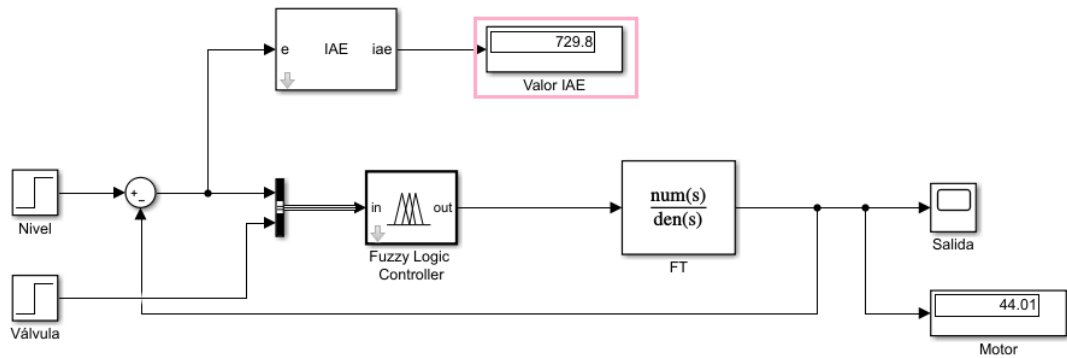 e IAE iae
729.8
Valor IAE
+
−
Nivel
in out
Fuzzy Logic
Controller
num(s)
den(s)
FT
Salida
Válvula
44.01
Motor